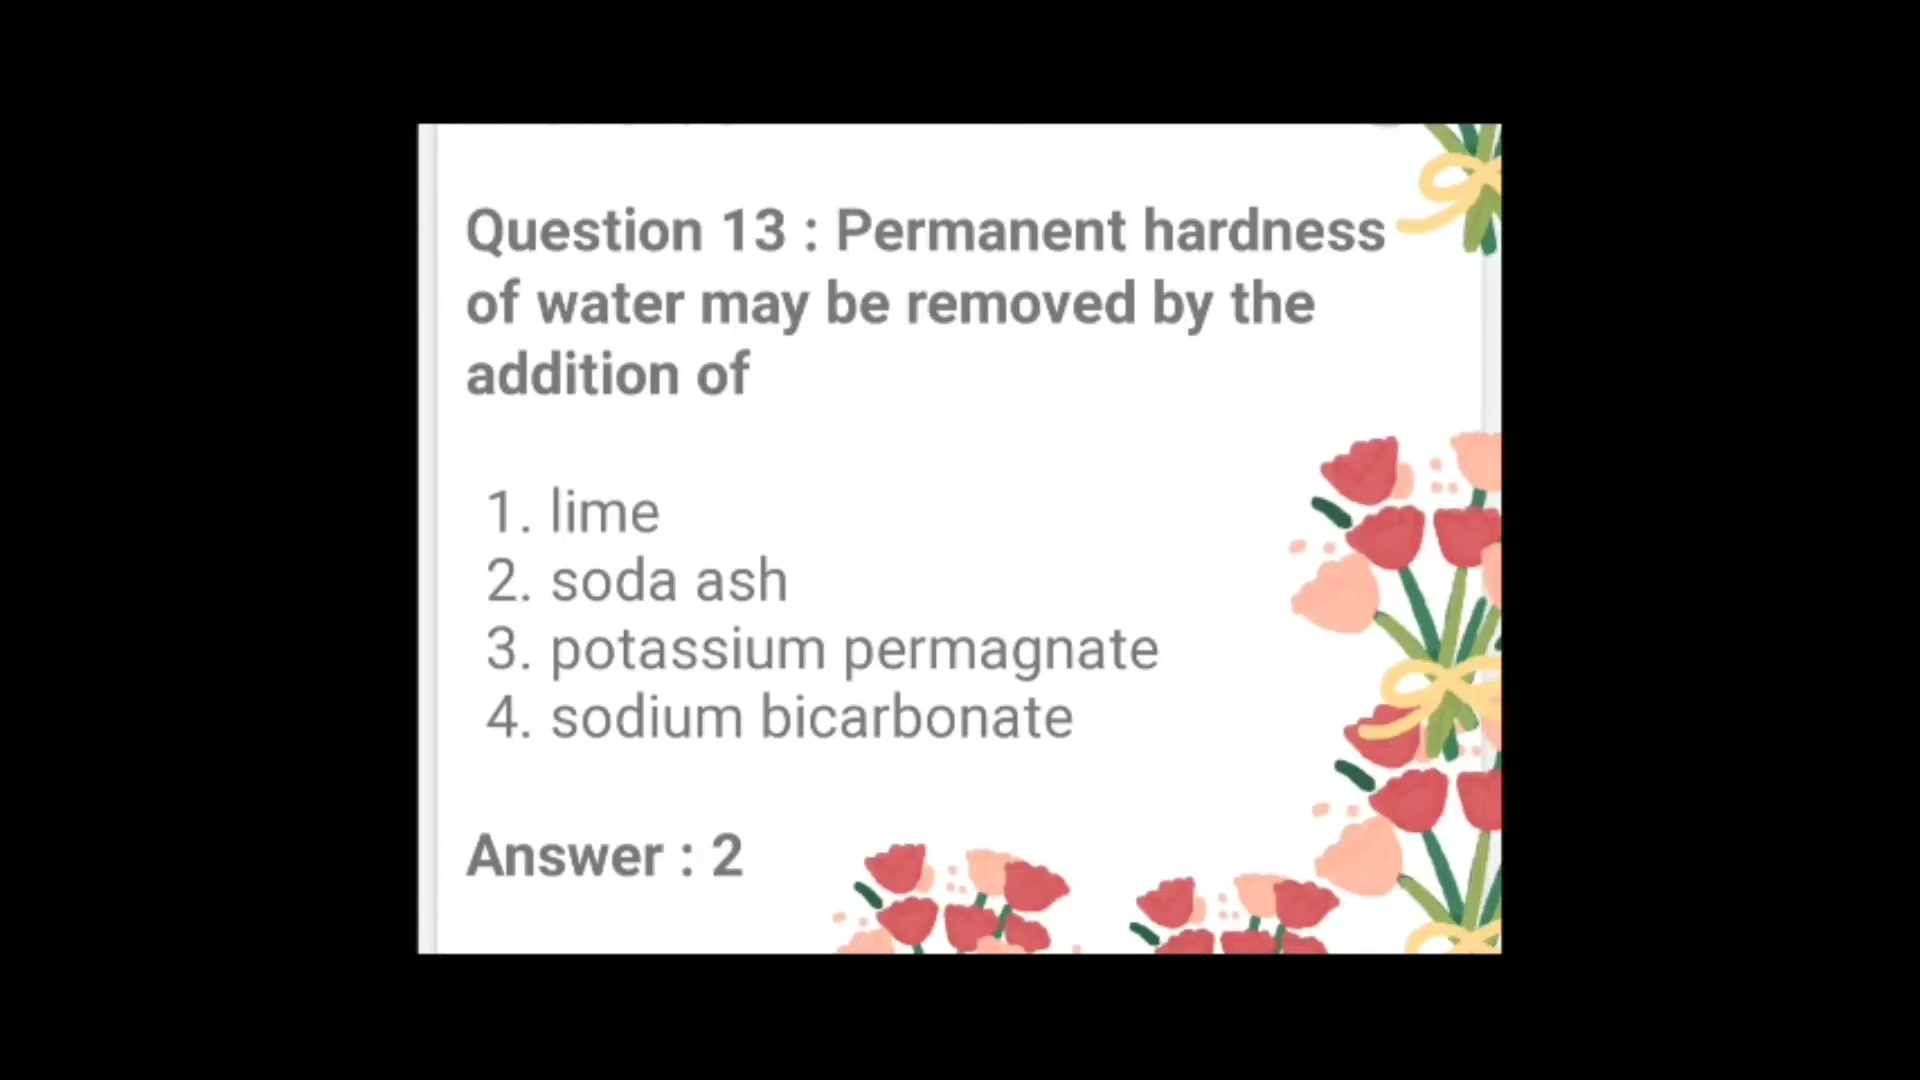 Question 13 : Permanent hardness
of water may be removed by the
addition of
1. lime
2. soda ash
3. potassium permagnate
4. sodium bicarbonate
Answer : 2